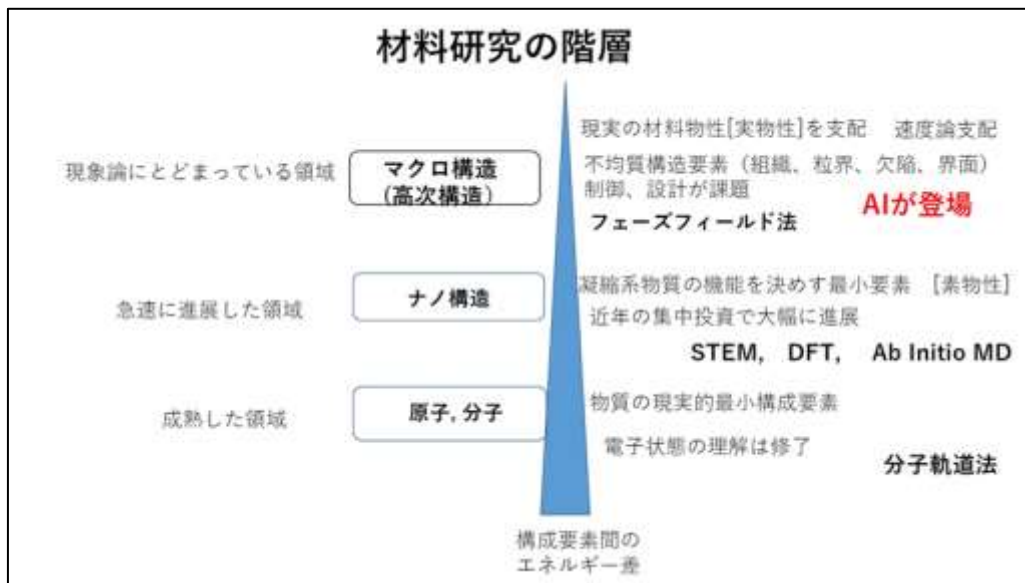 材料研究の階層
現象論にとどまっている領域
マクロ構造
(高次構造)
現実の材料物性[実物性]を支配 速度論支配
不均質構造要素（組織、粒界、欠陥、界面）
制御、設計が課題
AIが登場
フェーズフィールド法
急速に進展した領域
ナノ構造
凝縮系物質の機能を決めす最小要素 [素物性]
近年の集中投資で大幅に進展
STEM, DFT, Ab Initio MD
成熟した領域
原子, 分子
物質の現実的最小構成要素
電子状態の理解は修了
分子軌道法
構成要素間の
エネルギー差